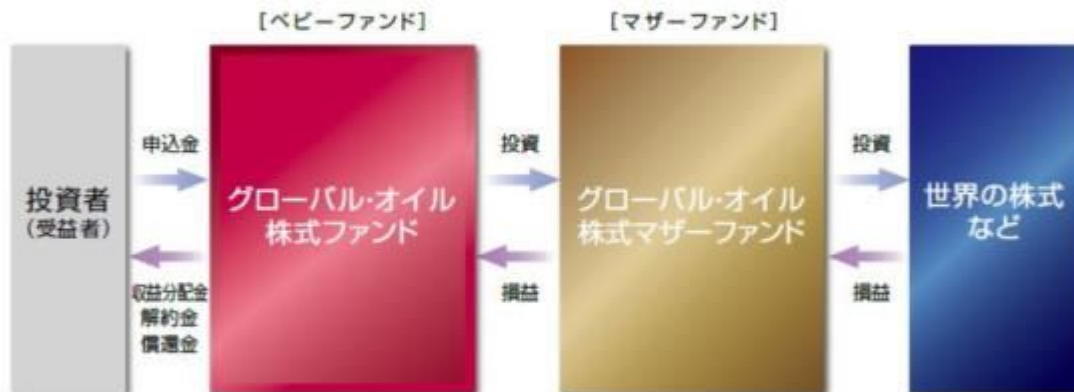 [ベビーファンド]
[マザーファンド]
投資者
(受益者)
申込金
収益分配金
解約金
償還金
グローバル・オイル
株式ファンド
投資
損益
グローバル・オイル
株式マザーファンド
投資
損益
世界の株式
など